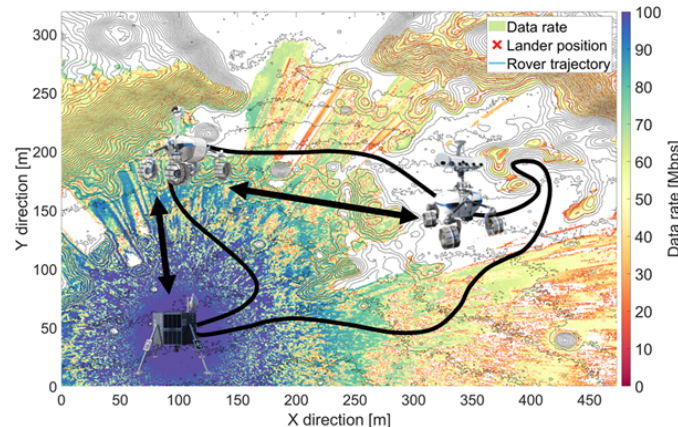 Data rate
Lander position
Rover trajectory
300
250
200
150
100
50
0
0 50 100 150 200 250 300 350 400 450
X direction [m]
Y direction [m]
100
90
80
70
60
50
40
30
20
10
0
Data rate [Mbps]